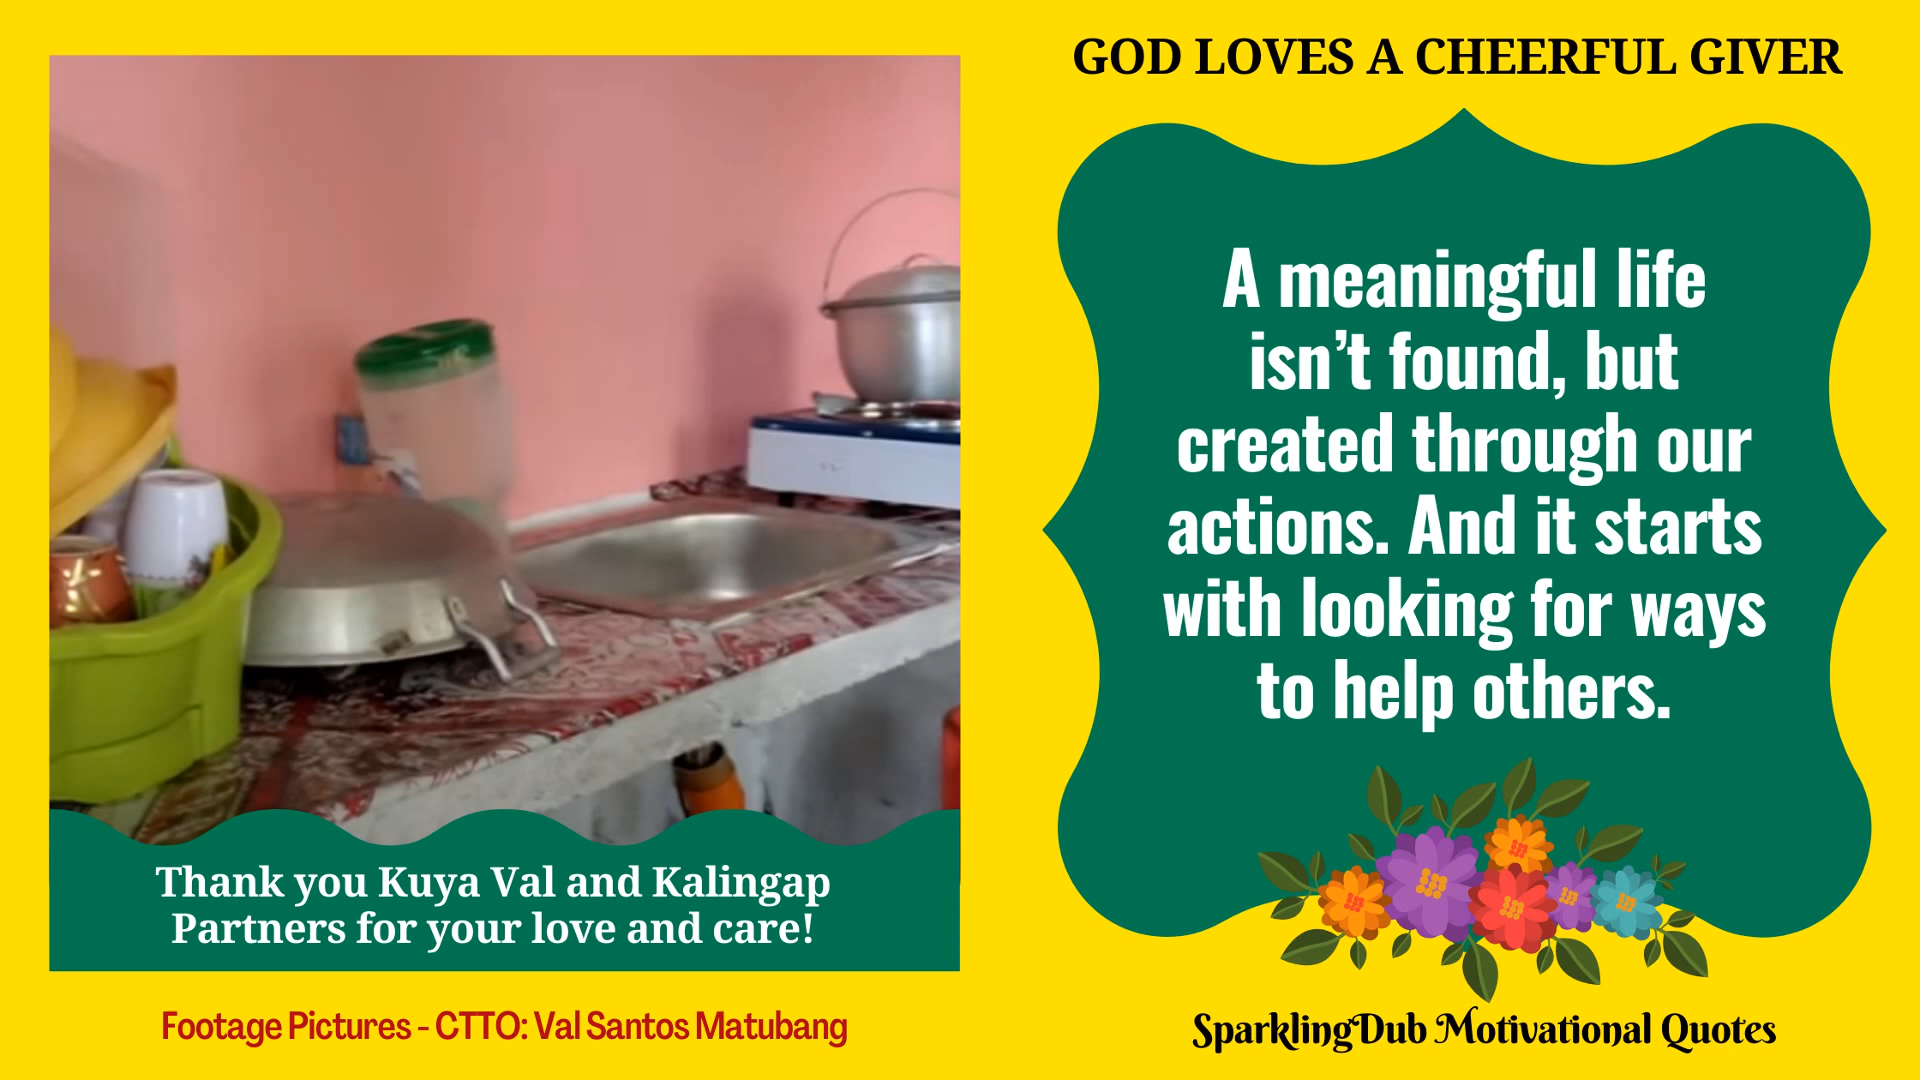 GOD LOVES A CHEERFUL GIVER
A meaningful life
isn’t found, but
created through our
actions. And it starts
with looking for ways
to help others.
Thank you Kuya Val and Kalingap
Partners for your love and care!
Footage Pictures - CTTO: Val Santos Matubang
SparklingDub Motivational Quotes